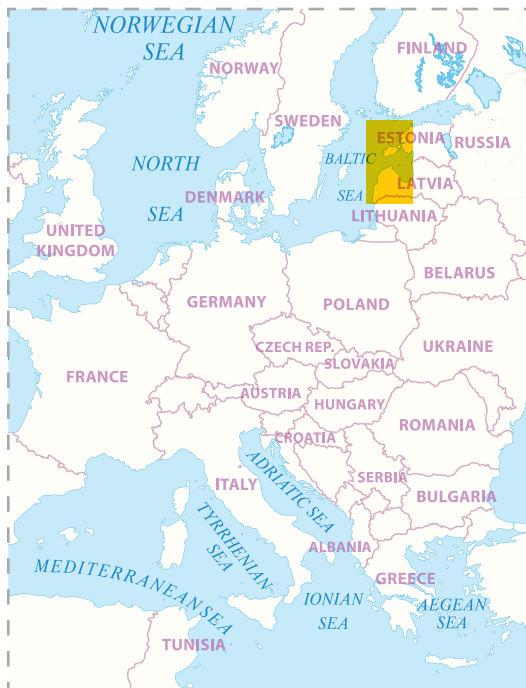 NORWEGIAN
SEA
FINLAND
NORWAY
SWEDEN
ESTONIA
RUSSIA
BALTIC
SEA
NORTH
SEA
DENMARK
LATVIA
LITHUANIA
UNITED
KINGDOM
BELARUS
GERMANY
POLAND
UKRAINE
CZECH REP.
SLOVAKIA
FRANCE
AUSTRIA
HUNGARY
ROMANIA
CROATIA
SERBIA
ITALY
ADRIATIC SEA
BULGARIA
TYRRHENIAN
SEA
ALBANIA
MEDITERRANEAN SEA
GREECE
IONIAN
SEA
AEGEAN
SEA
TUNISIA